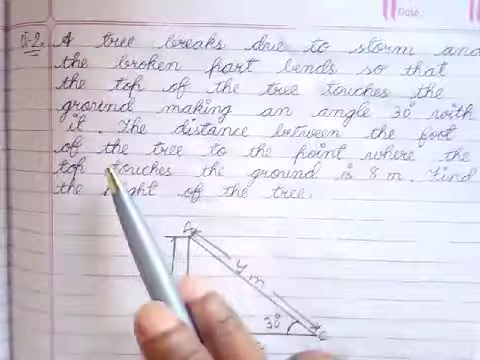 Date:
Q-2. A tree breaks due to storm and
the broken part bends so that
the top of the tree touches the
ground making an angle 30° with
it. The distance between the foot
of the tree to the point where the
top touches the ground is 8 m. Find
the of the tree.
y m
30°
C